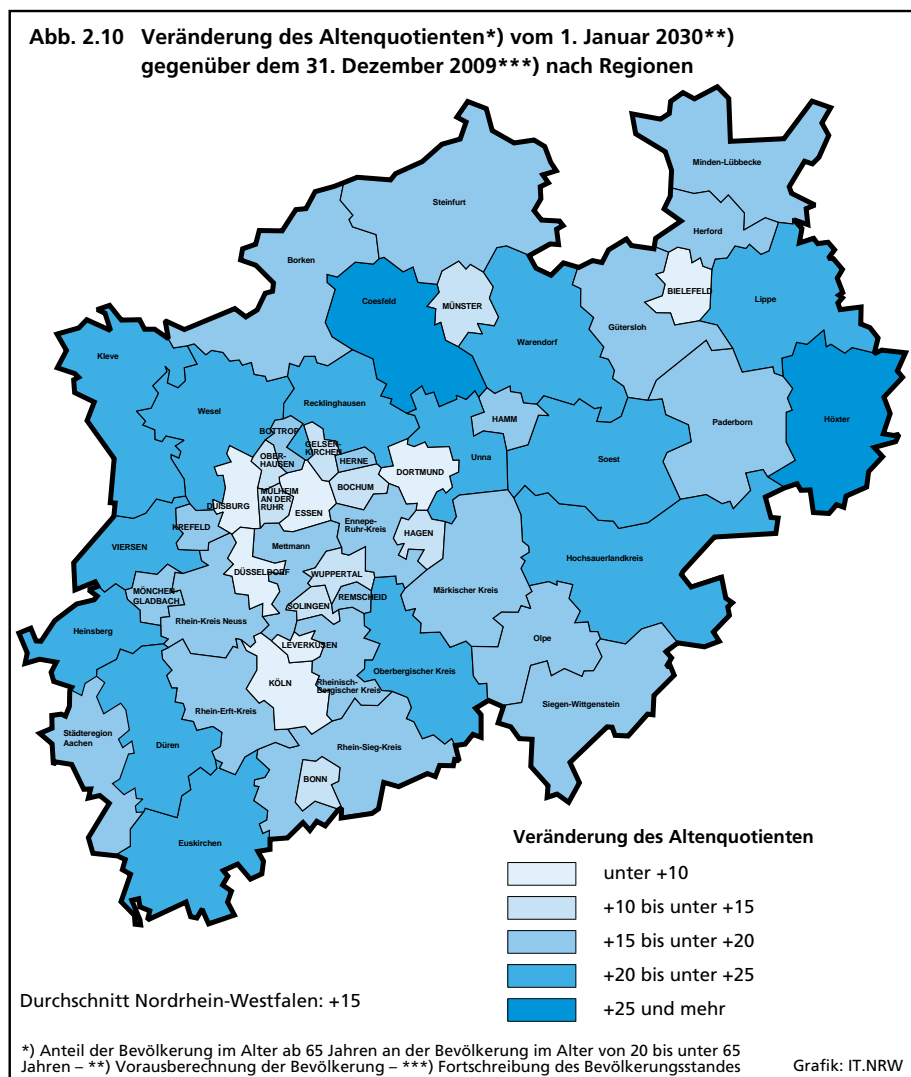 Abb. 2.10 Veränderung des Altenquotienten*) vom 1. Januar 2030**)
gegenüber dem 31. Dezember 2009***) nach Regionen
Minden-Lübbecke
Steinfurt
Herford
Borken
BIELEFELD
Lippe
Coesfeld
MÜNSTER
Gütersloh
Warendorf
Kleve
Wesel
Recklinghausen
HAMM
Paderborn
Höxter
BOTTROP
GELSEN-
KIRCHEN
OBER-
HAUSEN
HERNE
DORTMUND
Unna
Soest
MÜLHEIM
AN DER
RUHR
BOCHUM
DUISBURG
ESSEN
KREFELD
Ennepe-
Ruhr-Kreis
HAGEN
VIERSEN
Mettmann
Hochsauerlandkreis
DÜSSELDORF
WUPPERTAL
MÖNCHEN-
GLADBACH
REMSCHEID
Märkischer Kreis
SOLINGEN
Rhein-Kreis Neuss
Heinsberg
Olpe
LEVERKUSEN
Oberbergischer Kreis
KÖLN
Rheinisch-
Bergischer Kreis
Siegen-Wittgenstein
Rhein-Erft-Kreis
Städteregion
Aachen
Düren
Rhein-Sieg-Kreis
BONN
Euskirchen
Veränderung des Altenquotienten
unter +10
+10 bis unter +15
+15 bis unter +20
+20 bis unter +25
+25 und mehr
Durchschnitt Nordrhein-Westfalen: +15
*) Anteil der Bevölkerung im Alter ab 65 Jahren an der Bevölkerung im Alter von 20 bis unter 65
Jahren – **) Vorausberechnung der Bevölkerung – ***) Fortschreibung des Bevölkerungsstandes Grafik: IT.NRW